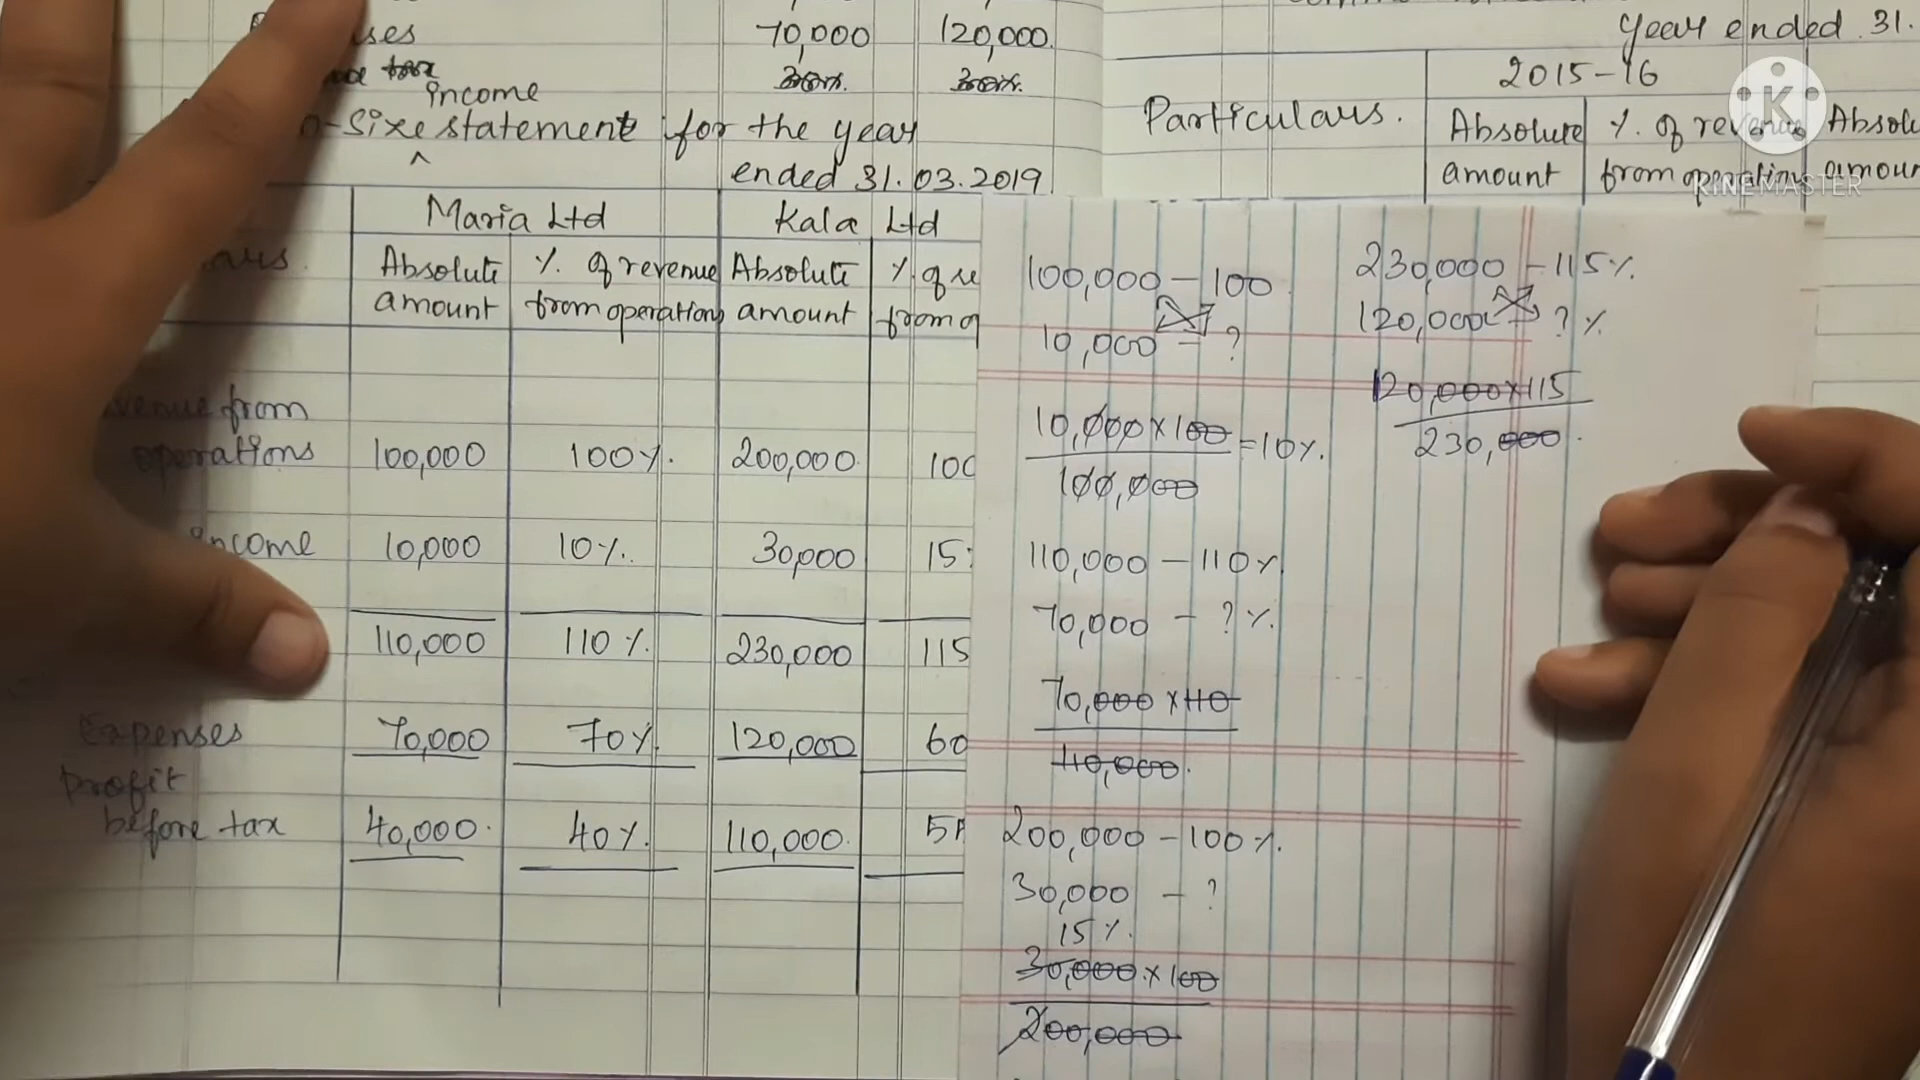 70,000 120,000.
income
statement for the year
ended 31.03.2019
Maria Ltd Kala Ltd
Absolute amount % of revenue from operations Absolute amount
operations 100,000 100%. 200,000 100
income 10,000 10%. 30,000 15
110,000 110%. 230,000 115
Expenses 70,000 70% 120,000 60
Profit
before tax 40,000. 40%. 110,000.
year ended 31.
2015-16
Particulars.
Absolute amount % of revenue from operations
K
KINEMASTER
100,000 - 100
10,000 - ?
10,000 x 100 = 10%.
100,000
110,000 - 110%
70,000 - ? %.
70,000 x 110
110,000.
200,000 - 100%.
30,000 - ?
15%.
30,000 x 100
200,000
230,000 - 115%.
120,000 - ? %
120,000 x 115
230,000.